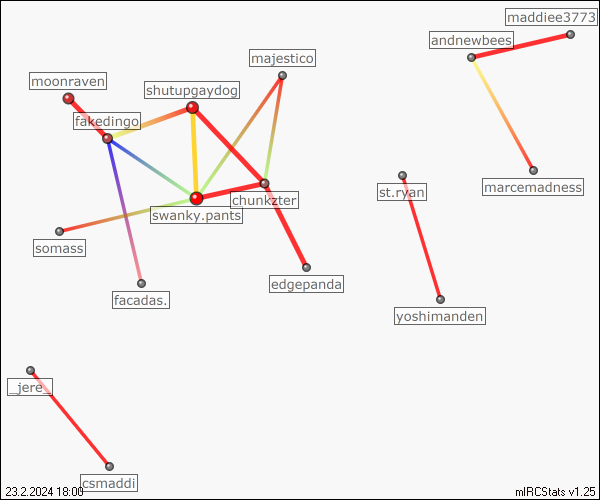 maddiee3773
andnewbees
majestico
moonraven
shutupgaydog
fakedingo
marcemadness
st.ryan
chunkzter
swanky.pants
somass
edgepanda
facadas.
yoshimanden
_jere_
csmaddi
23.2.2024 18:00
mIRCStats v1.25